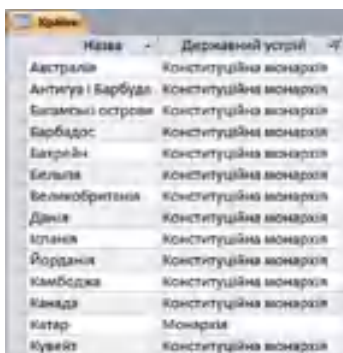 Країни
Назва Державний устрій
Австралія Конституційна монархія
Антигуа і Барбуда Конституційна монархія
Багамські острови Конституційна монархія
Барбадос Конституційна монархія
Бахрейн Конституційна монархія
Бельгія Конституційна монархія
Великобританія Конституційна монархія
Данія Конституційна монархія
Іспанія Конституційна монархія
Йорданія Конституційна монархія
Камбоджа Конституційна монархія
Канада Конституційна монархія
Катар Монархія
Кувейт Конституційна монархія